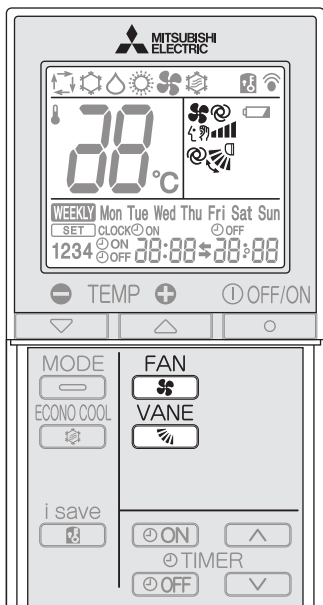 MITSUBISHI
ELECTRIC
88 °C
WEEKLY Mon Tue Wed Thu Fri Sat Sun
SET CLOCK ON OFF
1234 ON OFF 88:88 88:88
TEMP OFF/ON
MODE FAN
ECONO COOL VANE
i save
ON
TIMER
OFF